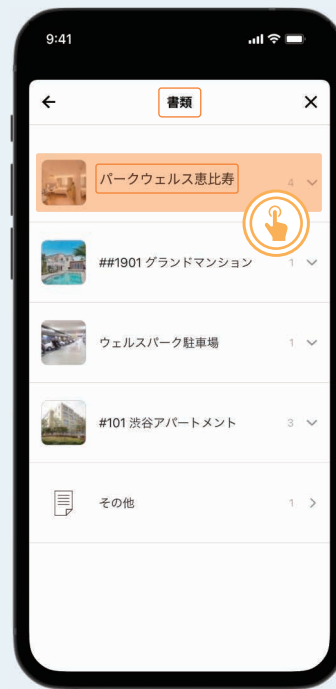 9:41
書類
パークウェルス恵比寿 4
##1901 グランドマンション 1
ウェルスパーク駐車場 1
#101 渋谷アパートメント 3
その他 1